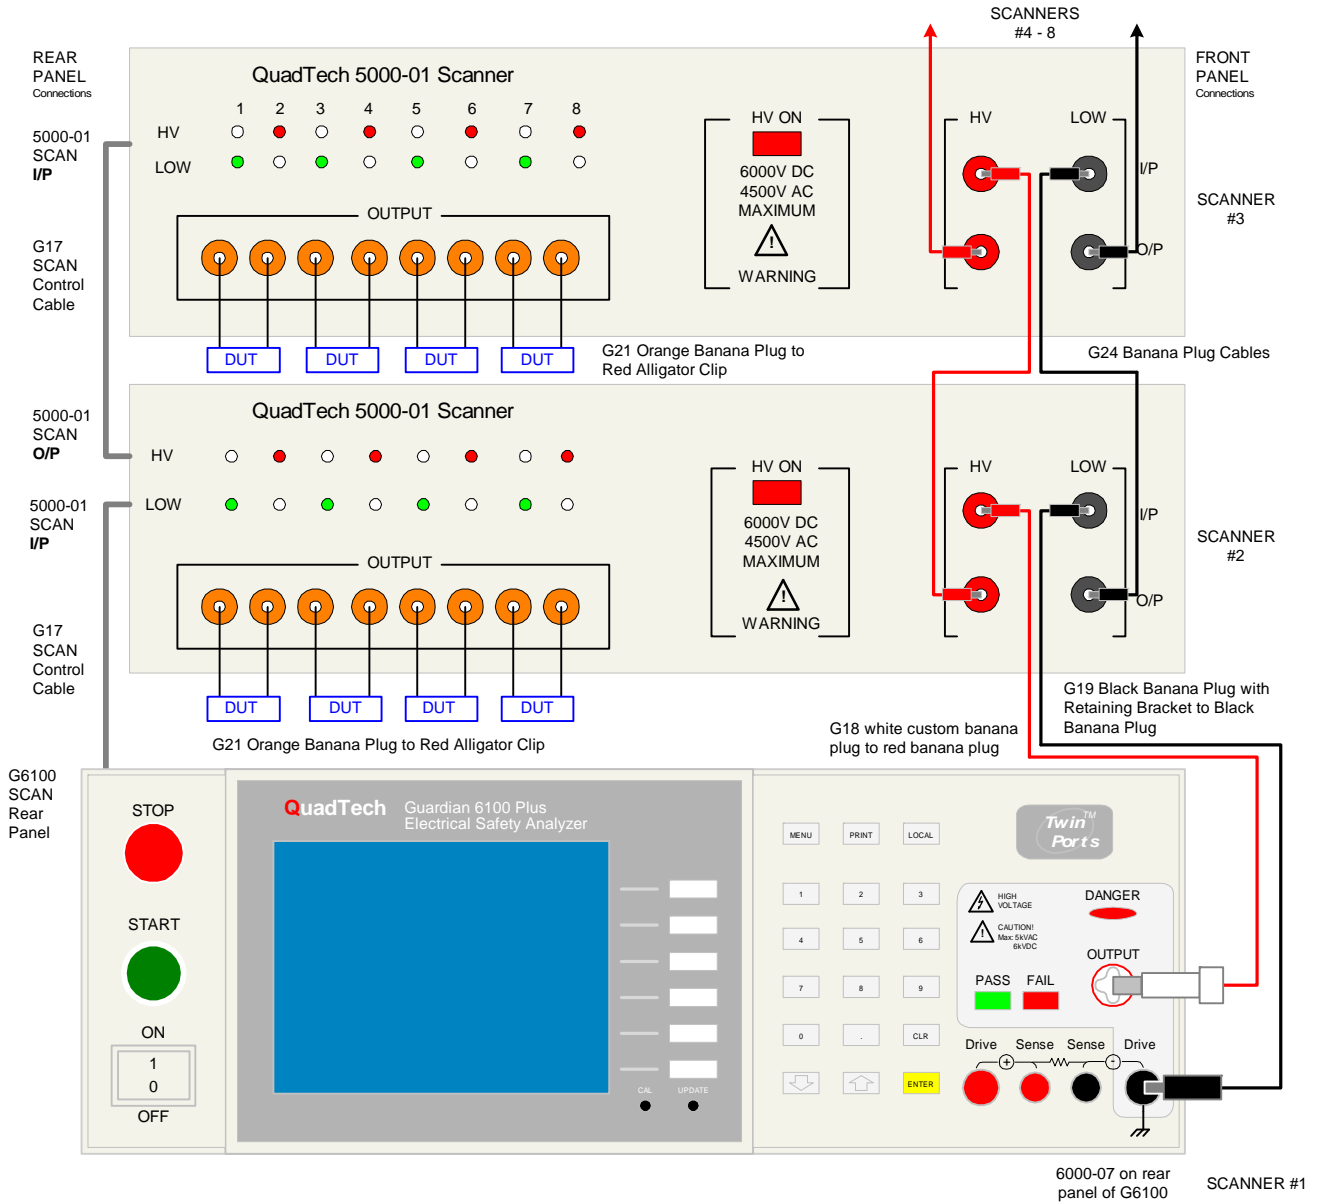 SCANNERS
#4 - 8
REAR
PANEL
Connections
FRONT
PANEL
Connections
QuadTech 5000-01 Scanner
1 2 3 4 5 6 7 8
HV
LOW
5000-01
SCAN
I/P
HV ON
6000V DC
4500V AC
MAXIMUM
!
WARNING
HV LOW
I/P
O/P
SCANNER
#3
OUTPUT
G17
SCAN
Control
Cable
DUT DUT DUT DUT
G21 Orange Banana Plug to
Red Alligator Clip
G24 Banana Plug Cables
QuadTech 5000-01 Scanner
5000-01
SCAN
O/P
HV
LOW
5000-01
SCAN
I/P
HV ON
6000V DC
4500V AC
MAXIMUM
!
WARNING
HV LOW
I/P
O/P
SCANNER
#2
OUTPUT
G17
SCAN
Control
Cable
DUT DUT DUT DUT
G21 Orange Banana Plug to Red Alligator Clip
G18 white custom banana
plug to red banana plug
G19 Black Banana Plug with
Retaining Bracket to Black
Banana Plug
G6100
SCAN
Rear
Panel
STOP
START
ON
1
0
OFF
QuadTech
Guardian 6100 Plus
Electrical Safety Analyzer
CAL UPDATE
MENU PRINT LOCAL
1 2 3
4 5 6
7 8 9
0 . CLR
ENTER
Twin TM
Ports
HIGH
VOLTAGE
DANGER
!
CAUTION!
Max: 5kVAC
6kVDC
OUTPUT
PASS FAIL
Drive Sense Sense Drive
+ -
6000-07 on rear
panel of G6100
SCANNER #1